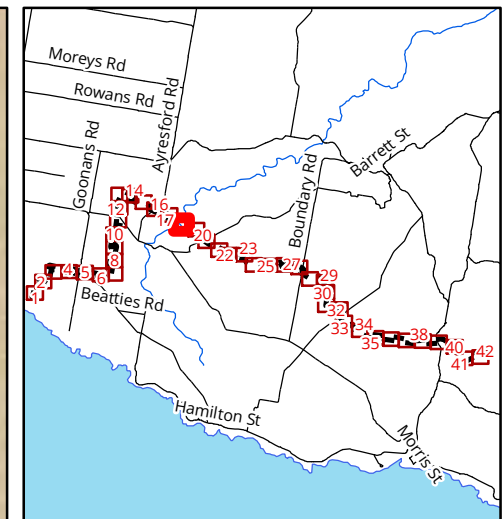 Moreys Rd
Rowans Rd
Ayresford Rd
Goonans Rd
Barrett St
Boundary Rd
14
16
12
17
10
20
8
22
23
25
27
29
2
4
5
6
1
30
32
33
34
35
38
40
41
42
Beatties Rd
Hamilton St
Morris St